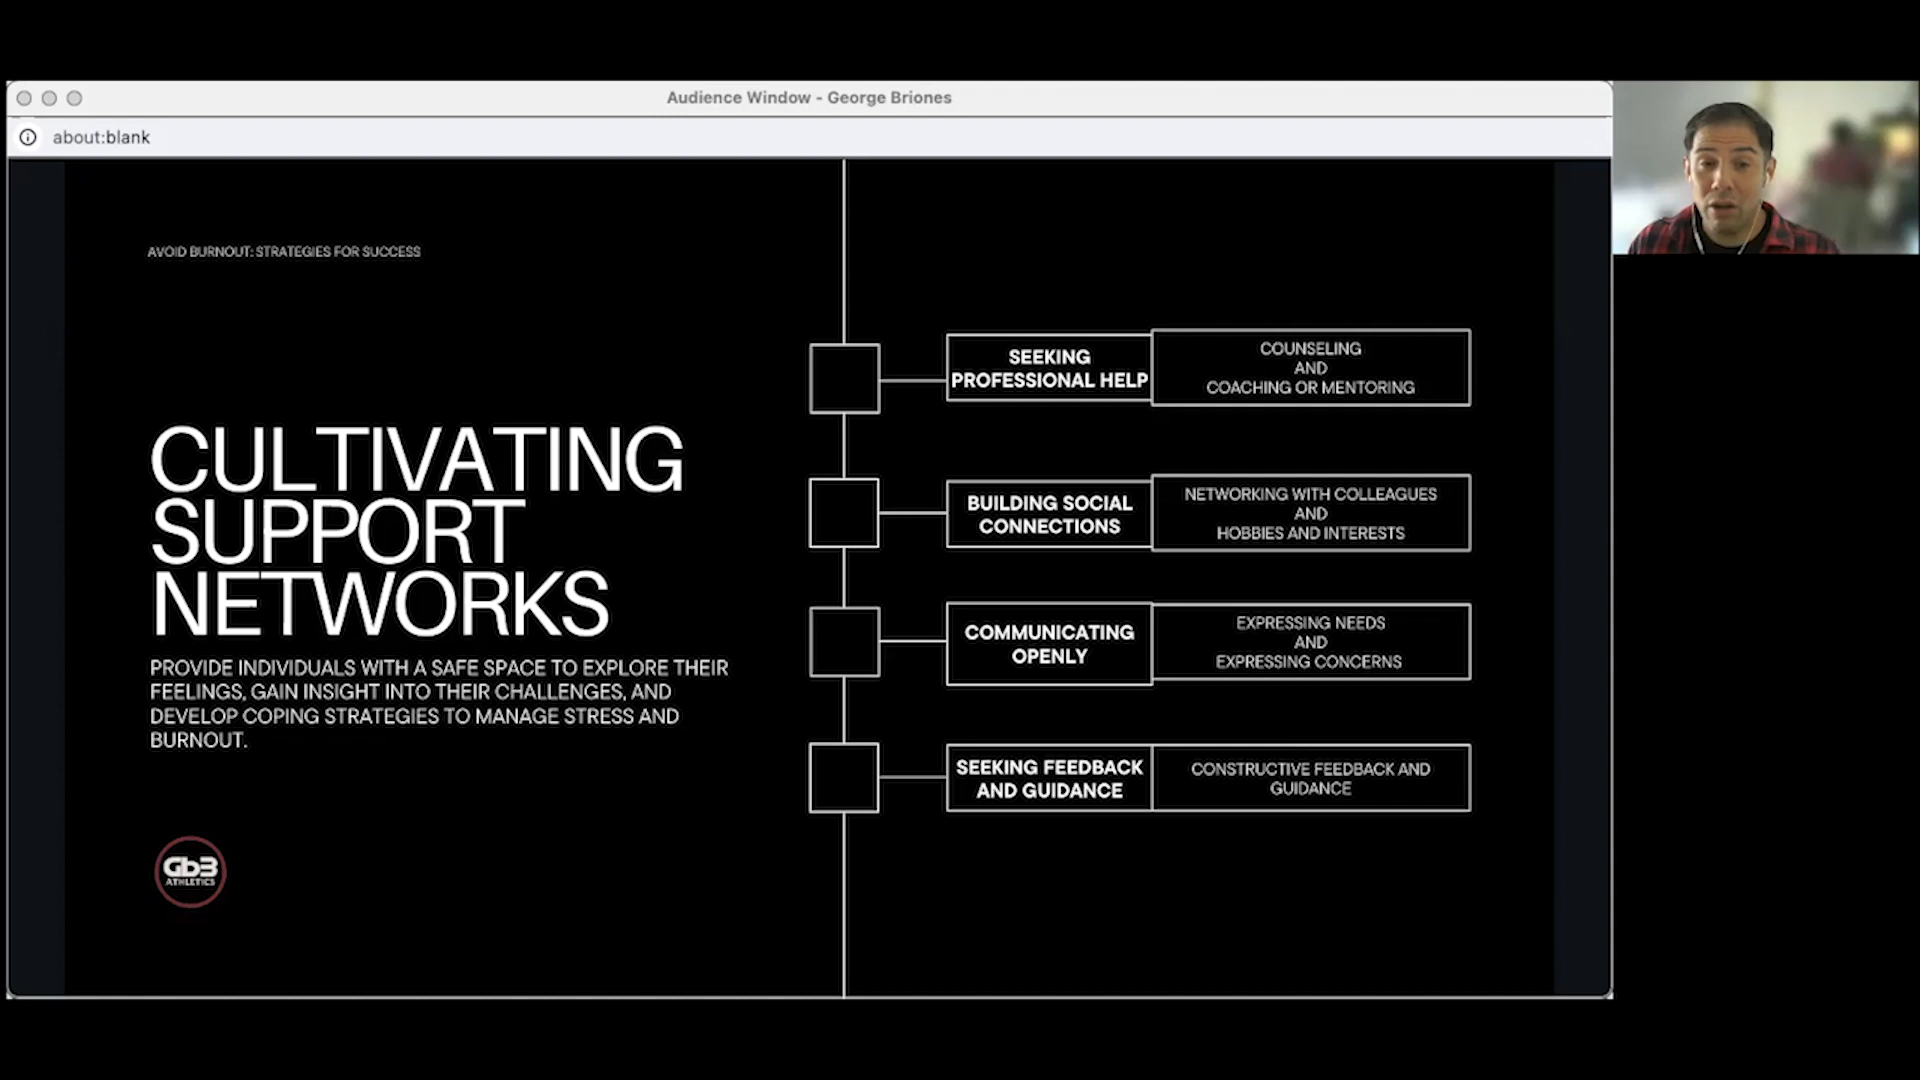 Audience Window - George Briones
about:blank
AVOID BURNOUT: STRATEGIES FOR SUCCESS
CULTIVATING
SUPPORT
NETWORKS
PROVIDE INDIVIDUALS WITH A SAFE SPACE TO EXPLORE THEIR
FEELINGS, GAIN INSIGHT INTO THEIR CHALLENGES, AND
DEVELOP COPING STRATEGIES TO MANAGE STRESS AND
BURNOUT.
Gb3
ATHLETICS
SEEKING
PROFESSIONAL HELP
COUNSELING
AND
COACHING OR MENTORING
BUILDING SOCIAL
CONNECTIONS
NETWORKING WITH COLLEAGUES
AND
HOBBIES AND INTERESTS
COMMUNICATING
OPENLY
EXPRESSING NEEDS
AND
EXPRESSING CONCERNS
SEEKING FEEDBACK
AND GUIDANCE
CONSTRUCTIVE FEEDBACK AND
GUIDANCE